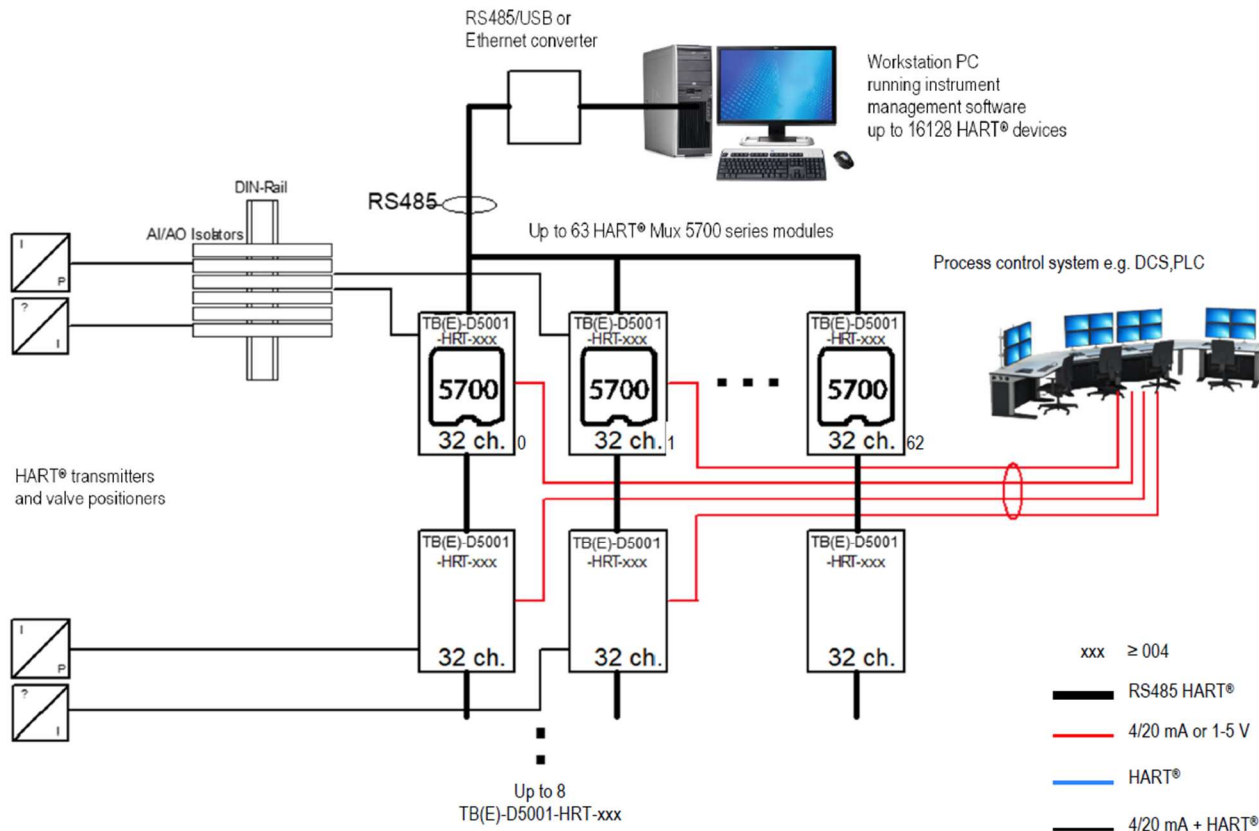 RS485/USB or
Ethernet converter
Workstation PC
running instrument
management software
up to 16128 HART® devices
DIN-Rail
RS485
AI/AO Isolators
Up to 63 HART® Mux 5700 series modules
Process control system e.g. DCS,PLC
I
P
?
I
TB(E)-D5001
-HRT-xxx
5700
32 ch.
0
TB(E)-D5001
-HRT-xxx
5700
32 ch.
1
TB(E)-D5001
-HRT-xxx
5700
32 ch.
62
HART® transmitters
and valve positioners
TB(E)-D5001
-HRT-xxx
32 ch.
TB(E)-D5001
-HRT-xxx
32 ch.
TB(E)-D5001
-HRT-xxx
32 ch.
I
P
?
I
Up to 8
TB(E)-D5001-HRT-xxx
xxx ≥ 004
RS485 HART®
4/20 mA or 1-5 V
HART®
4/20 mA + HART®